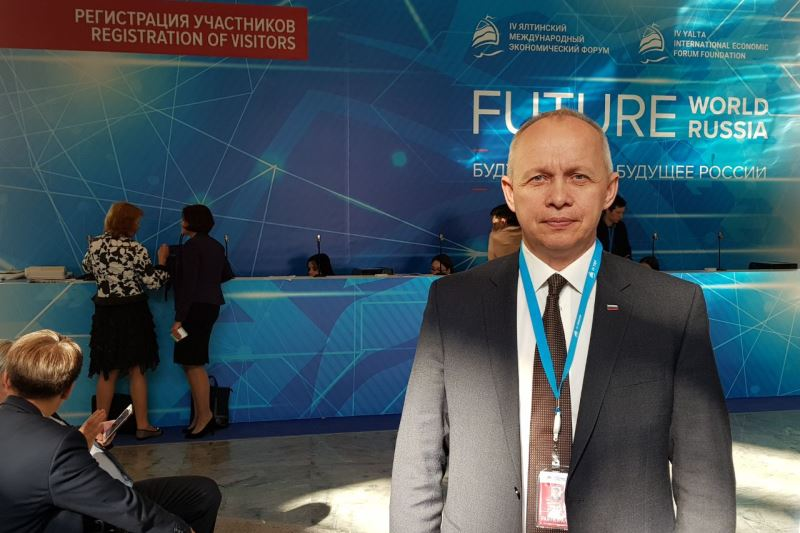 РЕГИСТРАЦИЯ УЧАСТНИКОВ
REGISTRATION OF VISITORS
IV ЯЛТИНСКИЙ
МЕЖДУНАРОДНЫЙ
ЭКОНОМИЧЕСКИЙ ФОРУМ
IV YALTA
INTERNATIONAL ECONOMIC
FORUM FOUNDATION
FUTURE WORLD
RUSSIA
БУДУЩЕЕ РОССИИ